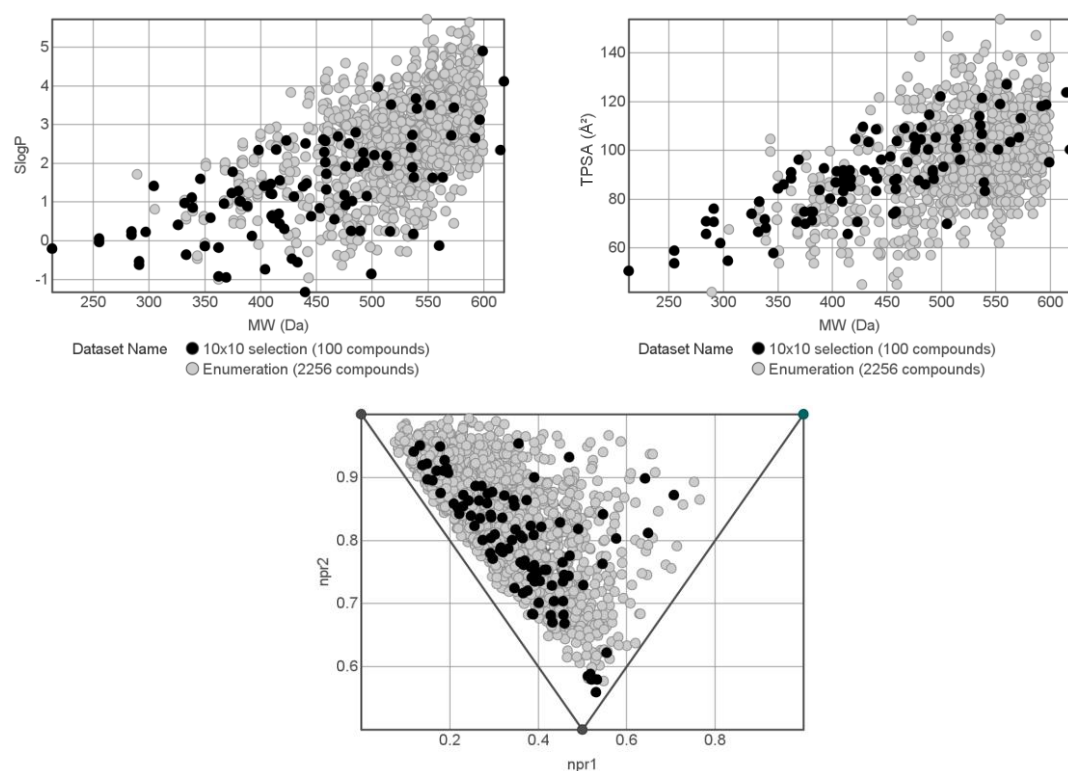 5
4
3
2
1
0
-1
SlogP
250 300 350 400 450 500 550 600
MW (Da)
Dataset Name 10x10 selection (100 compounds)
Enumeration (2256 compounds)
140
120
100
80
60
TPSA (Å²)
250 300 350 400 450 500 550 600
MW (Da)
Dataset Name 10x10 selection (100 compounds)
Enumeration (2256 compounds)
0.9
0.8
0.7
0.6
npr2
0.2 0.4 0.6 0.8
npr1